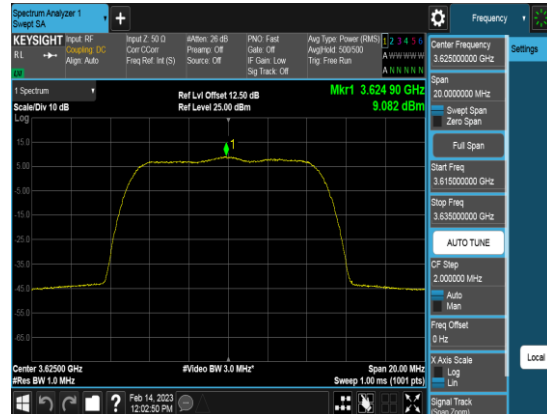 Spectrum Analyzer 1
Swept SA
+
Frequency
KEYSIGHT
RL
LW
Input: RF
Coupling: DC
Align: Auto
Input Z: 50 Ω
Corr CCorr
Freq Ref: Int (S)
#Atten: 26 dB
Preamp: Off
Source: Off
PNO: Fast
Gate: Off
IF Gain: Low
Sig Track: Off
Avg Type: Power (RMS)
Avg|Hold: 500/500
Trig: Free Run
1 2 3 4 5 6
A W W W W W
A N N N N N
1 Spectrum
Scale/Div 10 dB
Log
Ref Lvl Offset 12.50 dB
Ref Level 25.00 dBm
Mkr1 3.624 90 GHz
9.082 dBm
1
15.0
5.00
-5.00
-15.0
-25.0
-35.0
-45.0
-55.0
-65.0
Center 3.62500 GHz
#Res BW 1.0 MHz
#Video BW 3.0 MHz*
Span 20.00 MHz
Sweep 1.00 ms (1001 pts)
Feb 14, 2023
12:02:50 PM
?
Center Frequency
3.625000000 GHz
Span
20.0000000 MHz
Swept Span
Zero Span
Full Span
Start Freq
3.615000000 GHz
Stop Freq
3.635000000 GHz
AUTO TUNE
CF Step
2.000000 MHz
Auto
Man
Freq Offset
0 Hz
X Axis Scale
Log
Lin
Signal Track
(Span Zoom)
Settings
Local